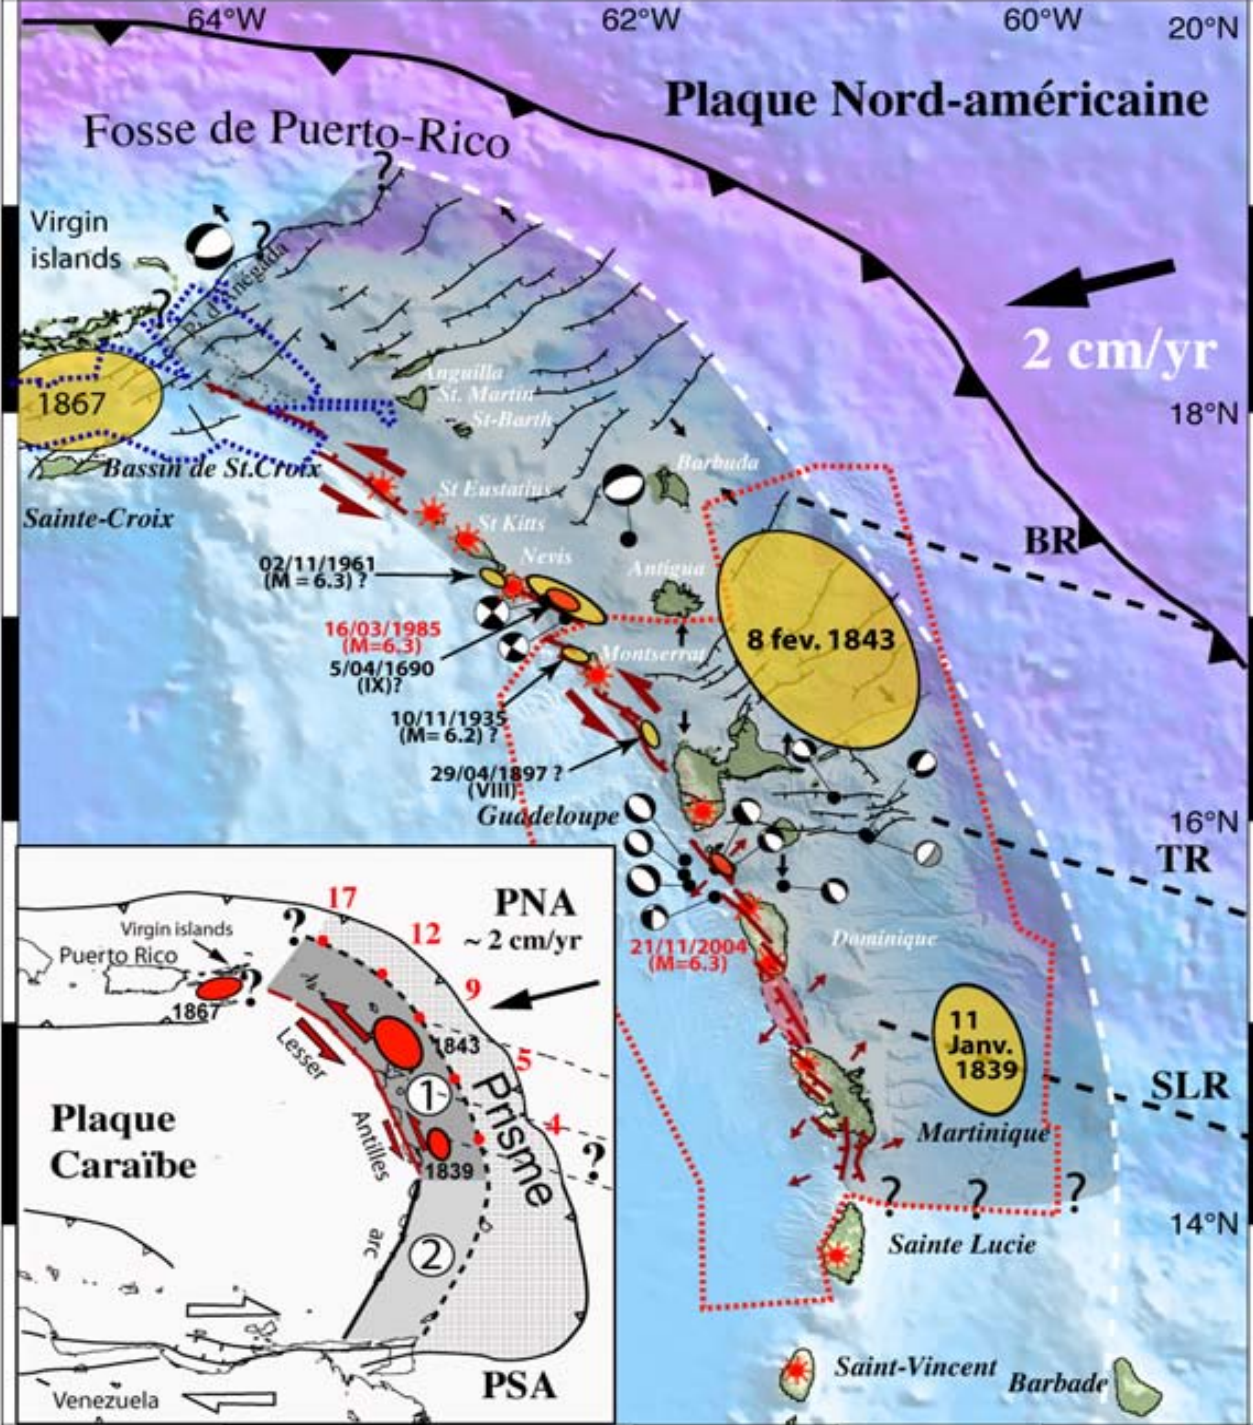 64°W
62°W
60°W
20°N
Plaque Nord-américaine
Fosse de Puerto-Rico
?
Virgin
islands
?
?
P. d'Anégada
2 cm/yr
Anguilla
St. Martin
St-Barth
1867
18°N
Bassin de St.Croix
Barbuda
Sainte-Croix
St Eustatius
St Kitts
BR
Nevis
02/11/1961
(M = 6.3) ?
Antigua
16/03/1985
(M=6.3)
8 fev. 1843
5/04/1690
(IX)?
Montserrat
10/11/1935
(M= 6.2) ?
29/04/1897 ?
(VIII)
Guadeloupe
16°N
TR
Dominique
21/11/2004
(M=6.3)
11
Janv.
1839
SLR
Martinique
? ? ?
14°N
Sainte Lucie
Saint-Vincent
Barbade
17
PNA
~ 2 cm/yr
?
12
Virgin islands
Puerto Rico
?
9
1867
Lesser
1843
5
1
Prisme
4
Plaque
Caraïbe
Antilles
1839
?
arc
2
PSA
Venezuela